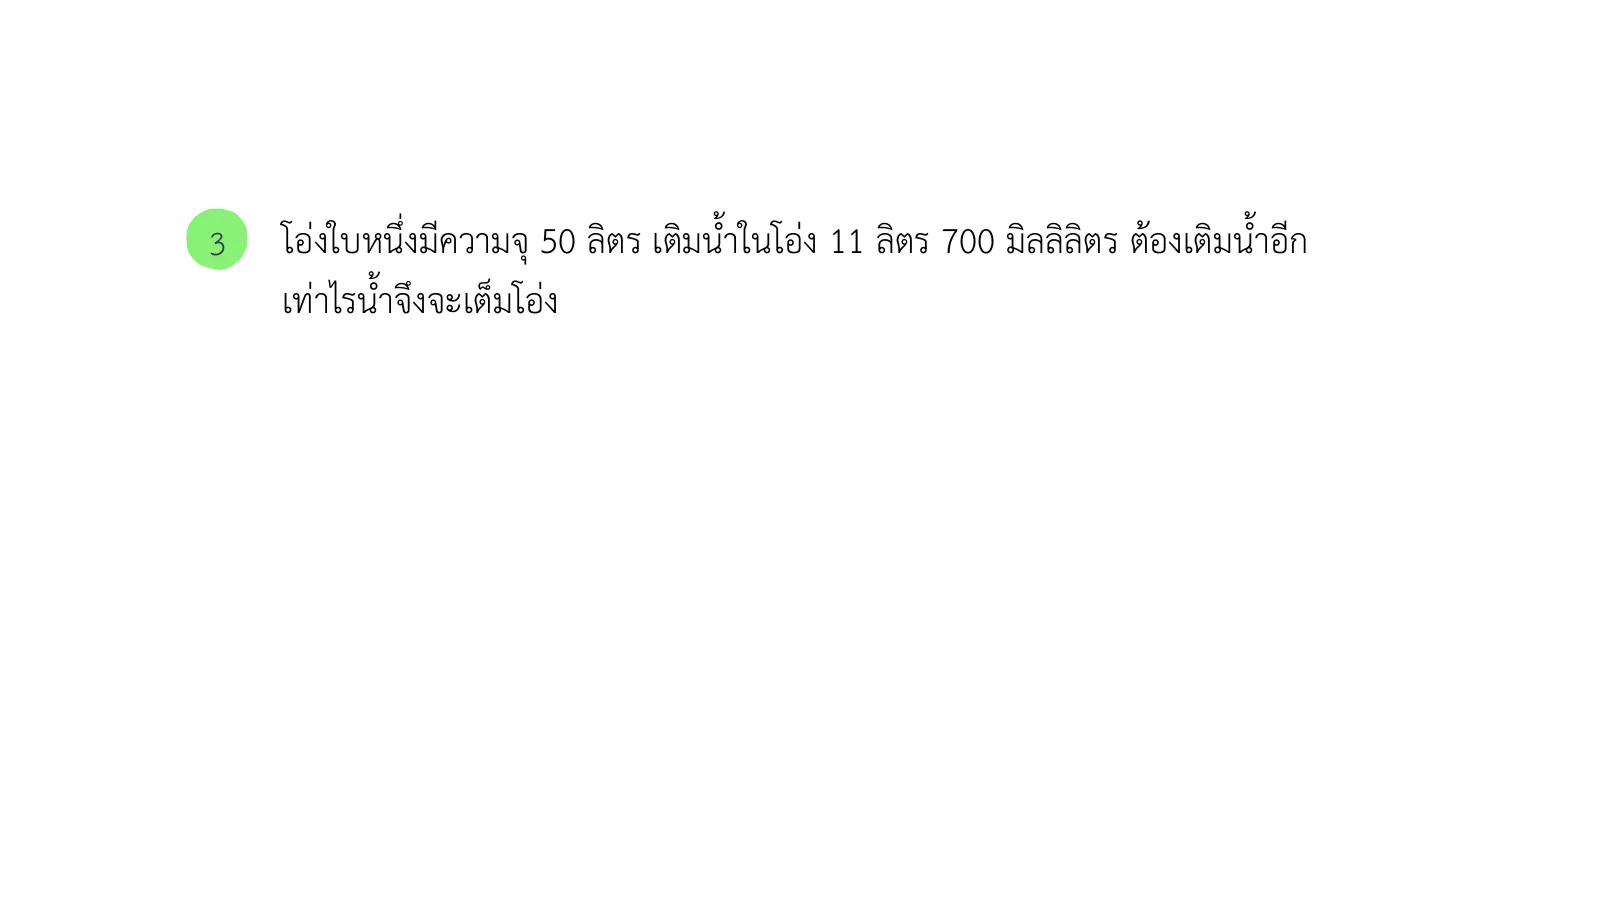 3 โอ่งใบหนึ่งมีความจุ 50 ลิตร เติมน้ำในโอ่ง 11 ลิตร 700 มิลลิลิตร ต้องเติมน้ำอีก
เท่าไรน้ำจึงจะเต็มโอ่ง